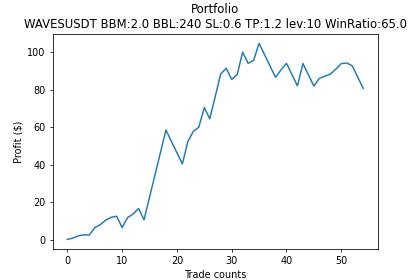 Portfolio
WAVESUSDT BBM:2.0 BBL:240 SL:0.6 TP:1.2 lev:10 WinRatio:65.0
100
80
60
40
20
0
Profit ($)
0 10 20 30 40 50
Trade counts